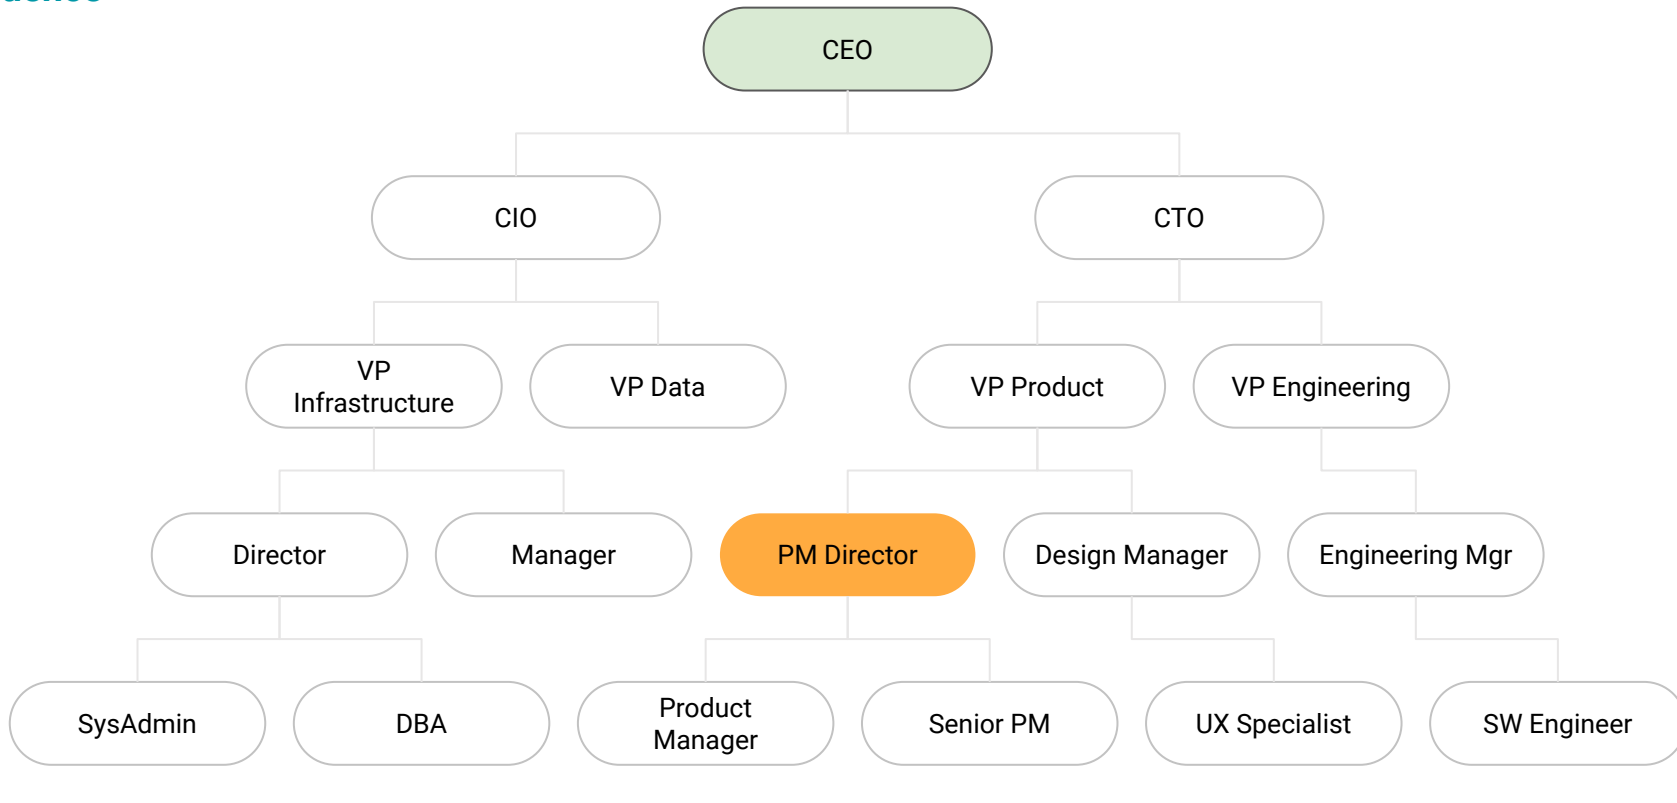 CEO
CIO
CTO
VP
Infrastructure
VP Data
VP Product
VP Engineering
Director
Manager
PM Director
Design Manager
Engineering Mgr
SysAdmin
DBA
Product
Manager
Senior PM
UX Specialist
SW Engineer